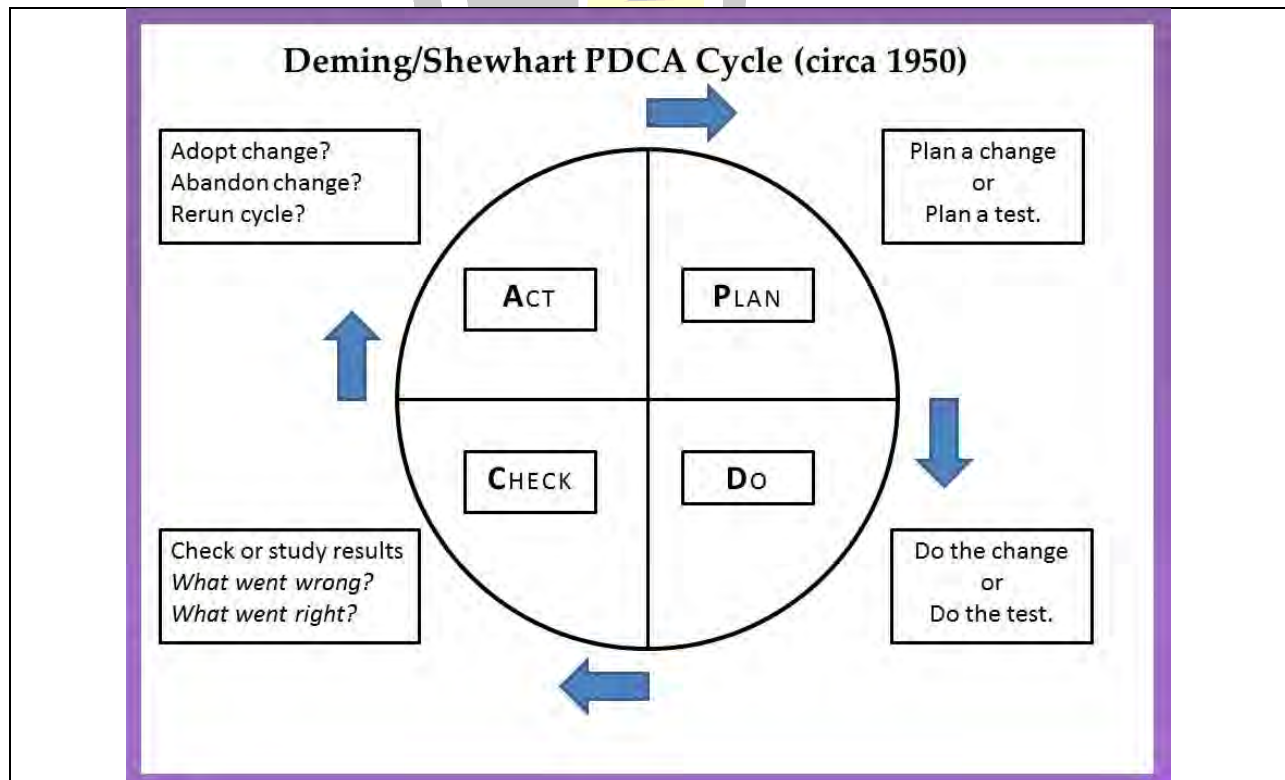 Deming/Shewhart PDCA Cycle (circa 1950)
Adopt change?
Abandon change?
Rerun cycle?
Plan a change
or
Plan a test.
ACT
PLAN
CHECK
DO
Check or study results
What went wrong?
What went right?
Do the change
or
Do the test.